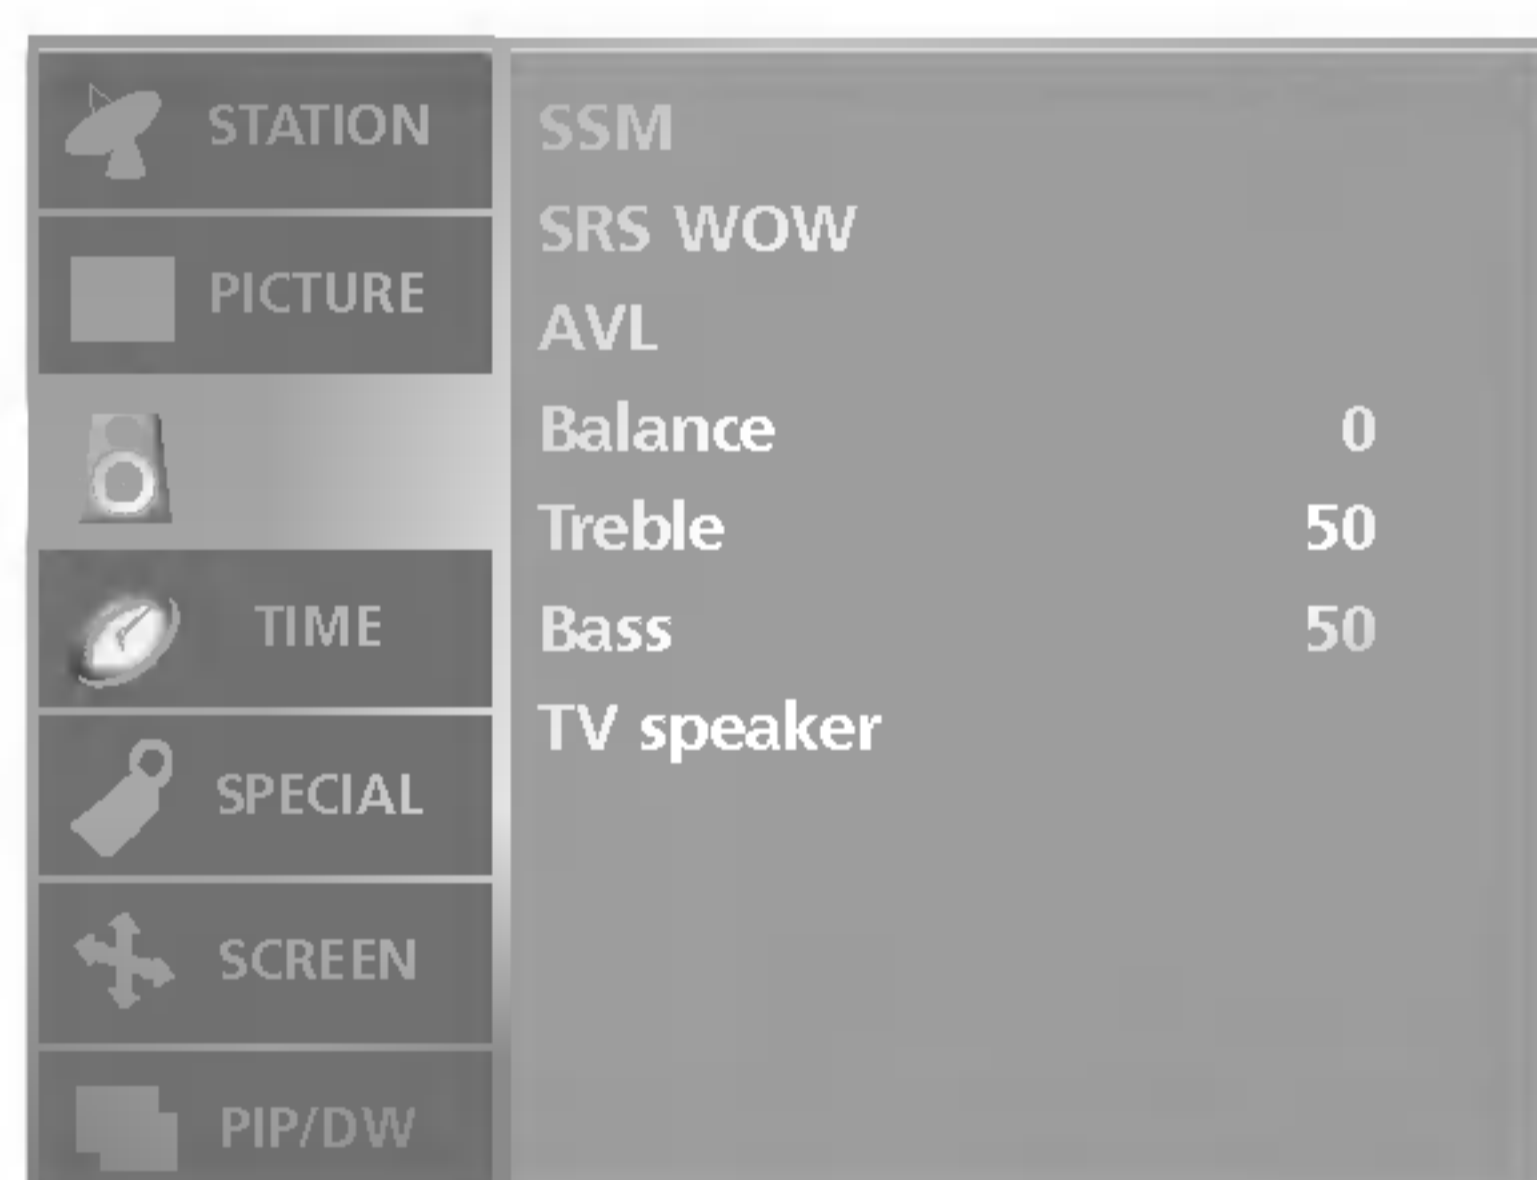 STATION
PICTURE
TIME
SPECIAL
SCREEN
PIP/DW
SSM
SRS WOW
AVL
Balance 0
Treble 50
Bass 50
TV speaker